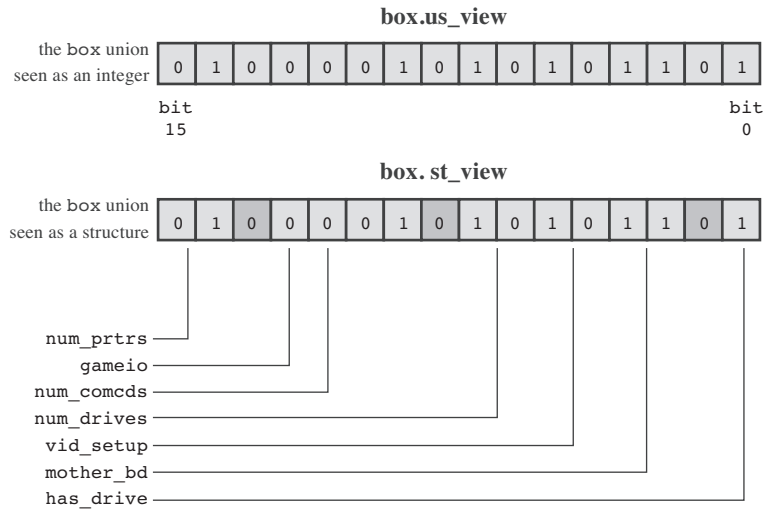 box.us_view
the box union
seen as an integer
0 1 0 0 0 0 1 0 1 0 1 0 1 1 0 1
bit bit
15 0
box. st_view
the box union
seen as a structure
0 1 0 0 0 0 1 0 1 0 1 0 1 1 0 1
num_prtrs
gameio
num_comcds
num_drives
vid_setup
mother_bd
has_drive